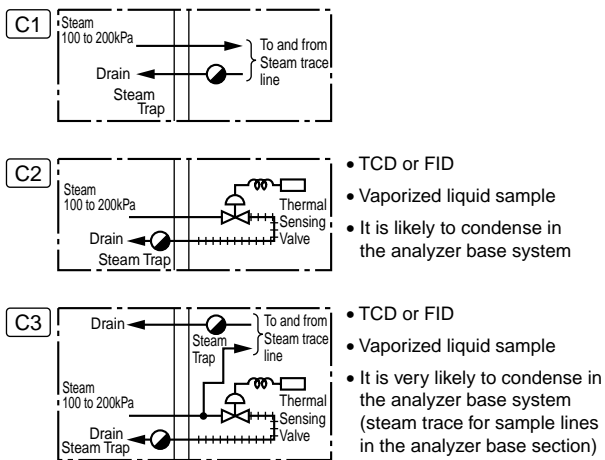 C1
Steam
100 to 200kPa
To and from
Steam trace
line
Drain
Steam
Trap
C2
Steam
100 to 200kPa
Thermal
Sensing
Valve
Drain
Steam Trap
• TCD or FID
• Vaporized liquid sample
• It is likely to condense in
the analyzer base system
C3
Drain
Steam
Trap
To and from
Steam trace
line
Steam
100 to 200kPa
Thermal
Sensing
Valve
Drain
Steam Trap
• TCD or FID
• Vaporized liquid sample
• It is very likely to condense in
the analyzer base system
(steam trace for sample lines
in the analyzer base section)